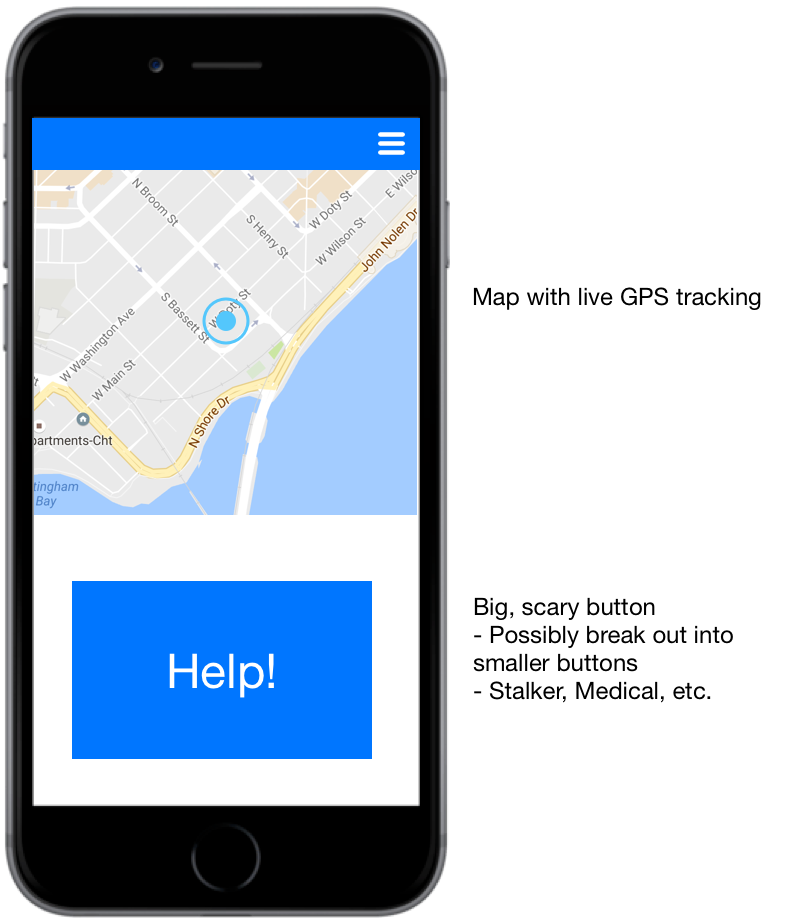 N Broom St
E Wilso
W Doty St
S Henry St
W Wilson St
John Nolen Dr
Map with live GPS tracking
S Bassett St
W Doty St
W Washington Ave
W Main St
N Shore Dr
partments-Cht
tingham
Bay
Big, scary button
- Possibly break out into
smaller buttons
- Stalker, Medical, etc.
Help!